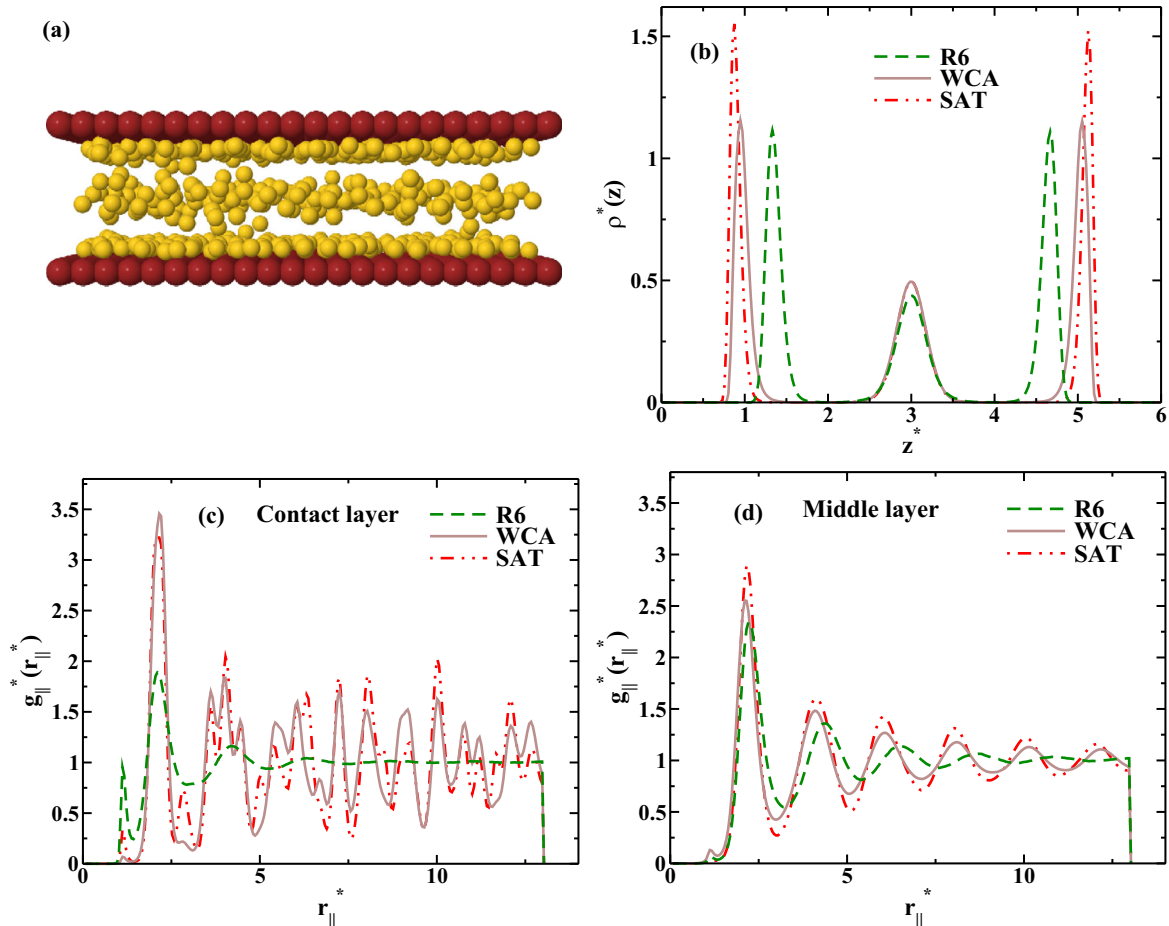 (a)
(b)
R6
WCA
SAT
1.5
1
0.5
0
ρ*(z)
0 1 2 3 4 5 6
z*
(c) Contact layer
R6
WCA
SAT
3.5
3
2.5
2
1.5
1
0.5
0
g||*(r||*)
0 5 10
r||*
(d) Middle layer
R6
WCA
SAT
3.5
3
2.5
2
1.5
1
0.5
0
g||*(r||*)
0 5 10
r||*